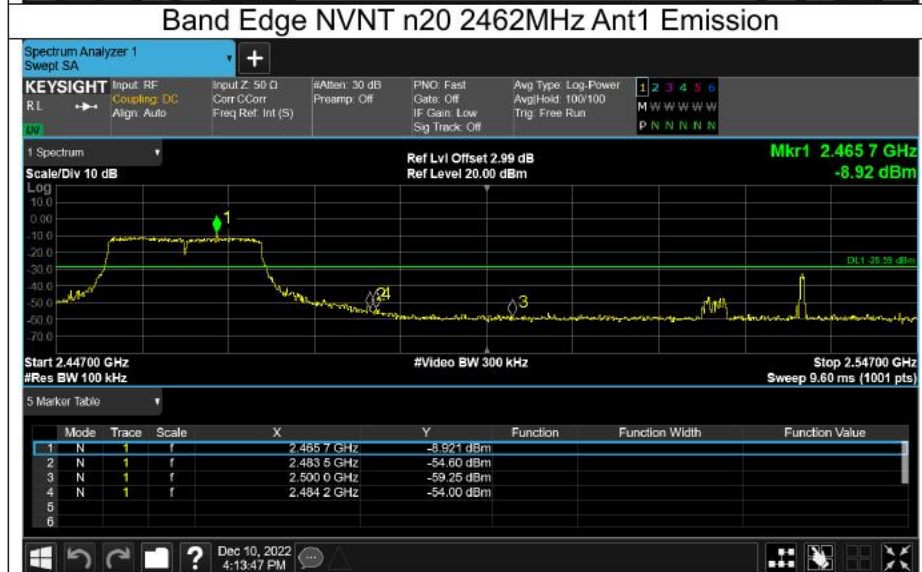 Band Edge NVNT n20 2462MHz Ant1 Emission
Spectrum Analyzer 1
Swept SA
+
KEYSIGHT Input: RF Input Z: 50 Ω #Atten: 30 dB PNO: Fast Avg Type: Log-Power 1 2 3 4 5 6
RL Coupling: DC Corr CCorr Preamp: Off Gate: Off Avg|Hold: 100/100 M W W W W W
Align: Auto Freq Ref: Int (S) IF Gain: Low Trig: Free Run
Sig Track: Off P N N N N N
1 Spectrum Ref Lvl Offset 2.99 dB Mkr1 2.465 7 GHz
Scale/Div 10 dB Ref Level 20.00 dBm -8.92 dBm
Log
10.0
0.00
1
-10.0
-20.0
DL1 -28.59 dBm
-30.0
-40.0
2 4
-50.0
3
-60.0
-70.0
Start 2.44700 GHz #Video BW 300 kHz Stop 2.54700 GHz
#Res BW 100 kHz Sweep 9.60 ms (1001 pts)
5 Marker Table
Mode Trace Scale X Y Function Function Width Function Value
1 N 1 f 2.465 7 GHz -8.921 dBm
2 N 1 f 2.483 5 GHz -54.60 dBm
3 N 1 f 2.500 0 GHz -59.25 dBm
4 N 1 f 2.484 2 GHz -54.00 dBm
5
6
? Dec 10, 2022
4:13:47 PM